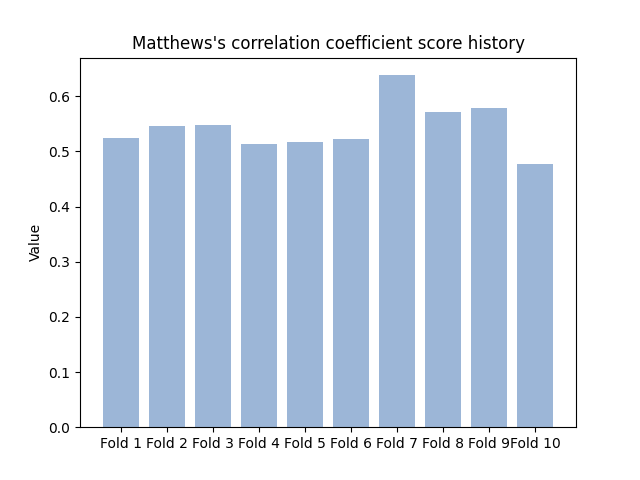 Matthews's correlation coefficient score history
Value
0.6
0.5
0.4
0.3
0.2
0.1
0.0
Fold 1 Fold 2 Fold 3 Fold 4 Fold 5 Fold 6 Fold 7 Fold 8 Fold 9 Fold 10